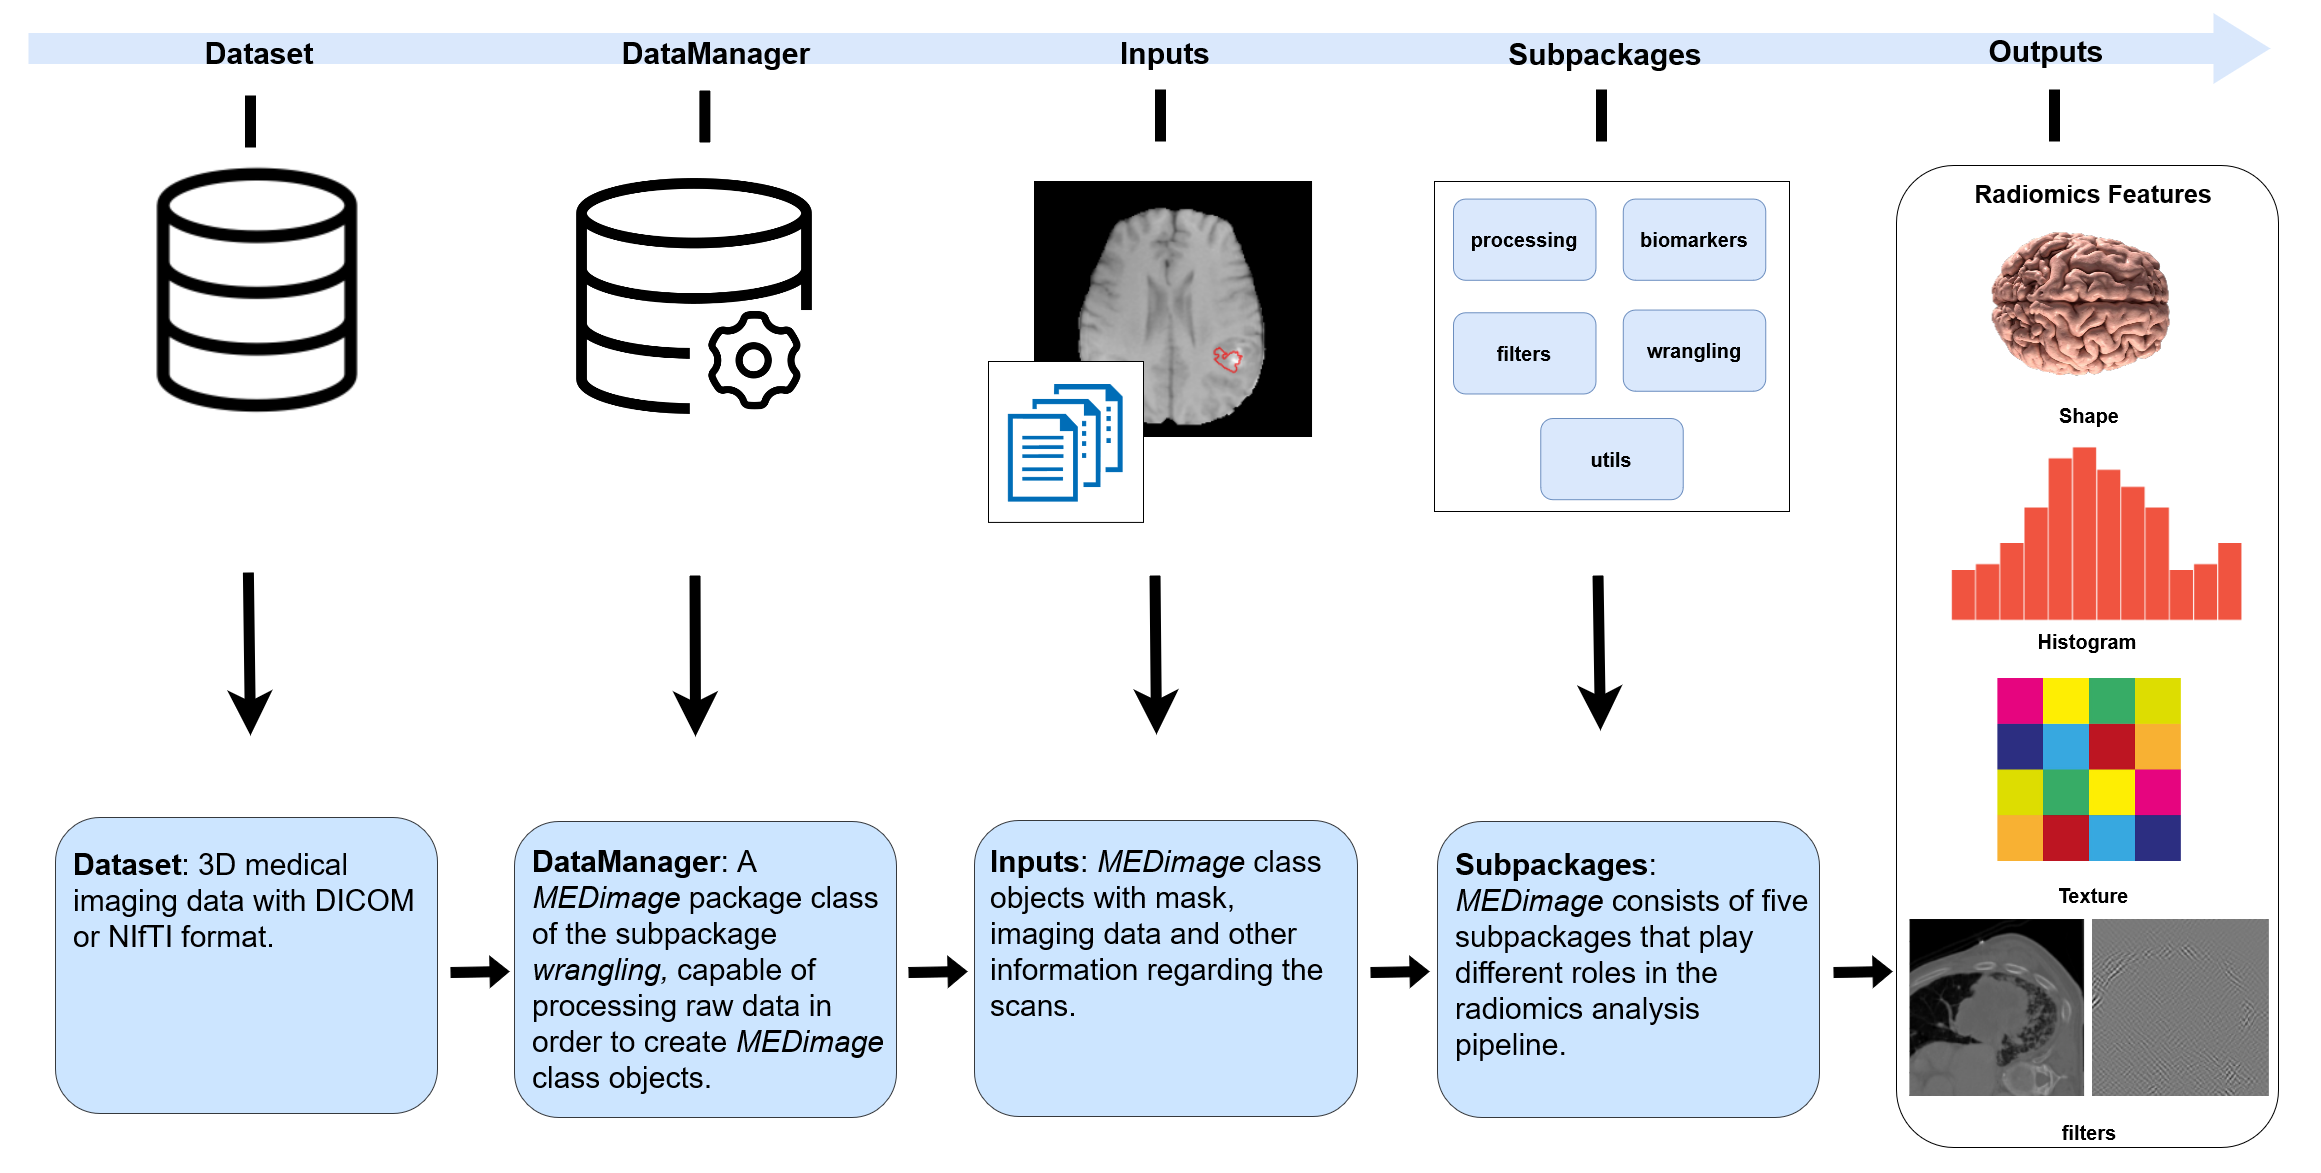 Dataset
DataManager
Inputs
Subpackages
Outputs
processing
biomarkers
filters
wrangling
utils
Radiomics Features
Shape
Histogram
Texture
filters
Dataset: 3D medical
imaging data with DICOM
or NIfTI format.
DataManager: A
MEDimage package class
of the subpackage
wrangling, capable of
processing raw data in
order to create MEDimage
class objects.
Inputs: MEDimage class
objects with mask,
imaging data and other
information regarding the
scans.
Subpackages:
MEDimage consists of five
subpackages that play
different roles in the
radiomics analysis
pipeline.